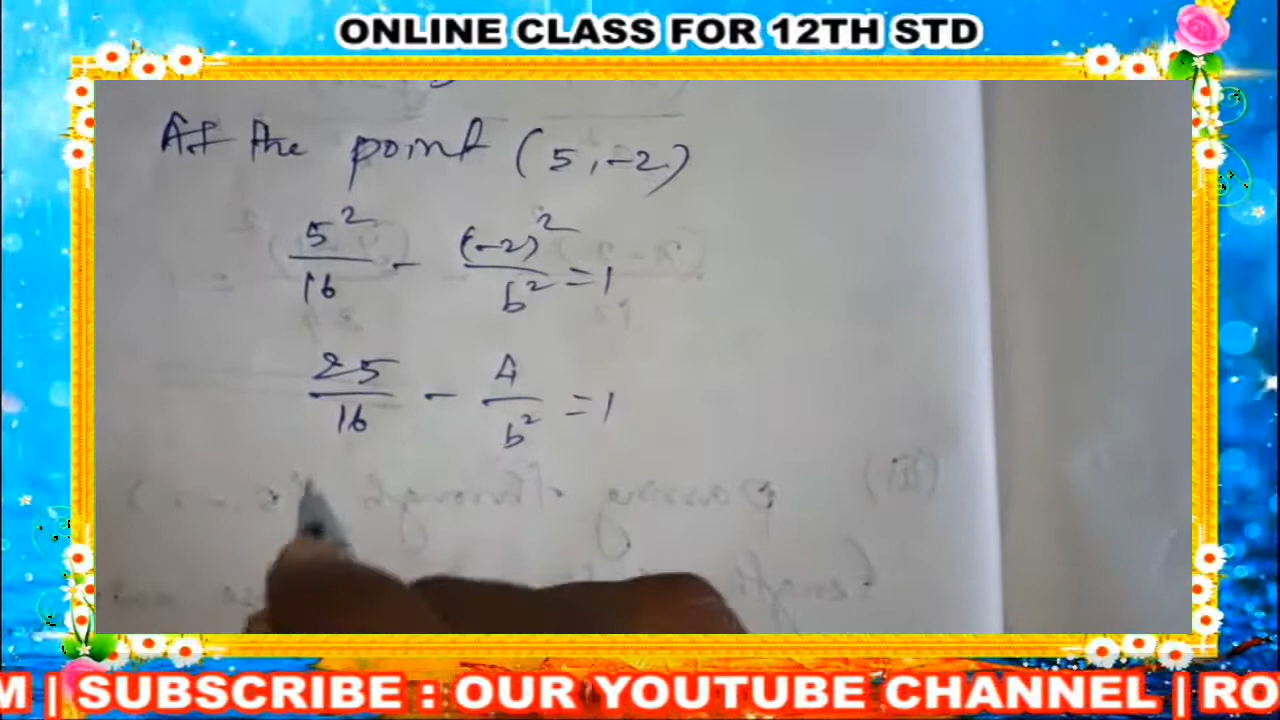 ONLINE CLASS FOR 12TH STD
At the point (5, -2)
5² / 16 - (-2)² / b² = 1
25 / 16 - 4 / b² = 1
M | SUBSCRIBE : OUR YOUTUBE CHANNEL | RO